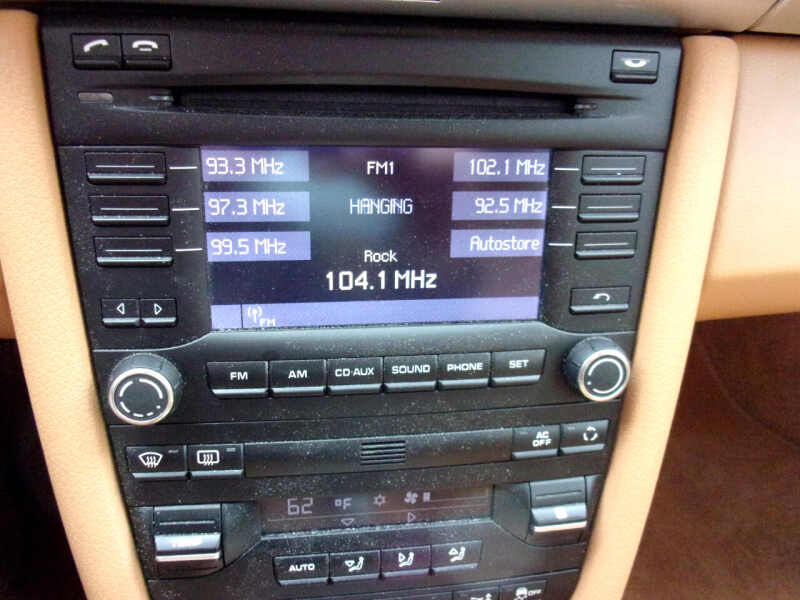 93.3 MHz FM1 102.1 MHz
97.3 MHz HANGING 92.5 MHz
99.5 MHz Autostore
Rock
104.1 MHz
FM
FM AM CD·AUX SOUND PHONE SET
AC
OFF
62 °F
AUTO
OFF